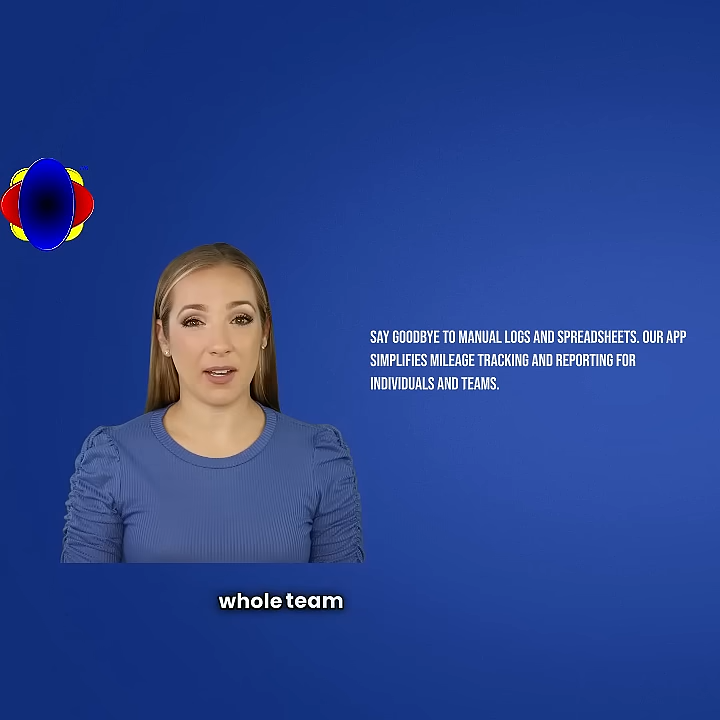 SAY GOODBYE TO MANUAL LOGS AND SPREADSHEETS. OUR APP
SIMPLIFIES MILEAGE TRACKING AND REPORTING FOR
INDIVIDUALS AND TEAMS.
whole team